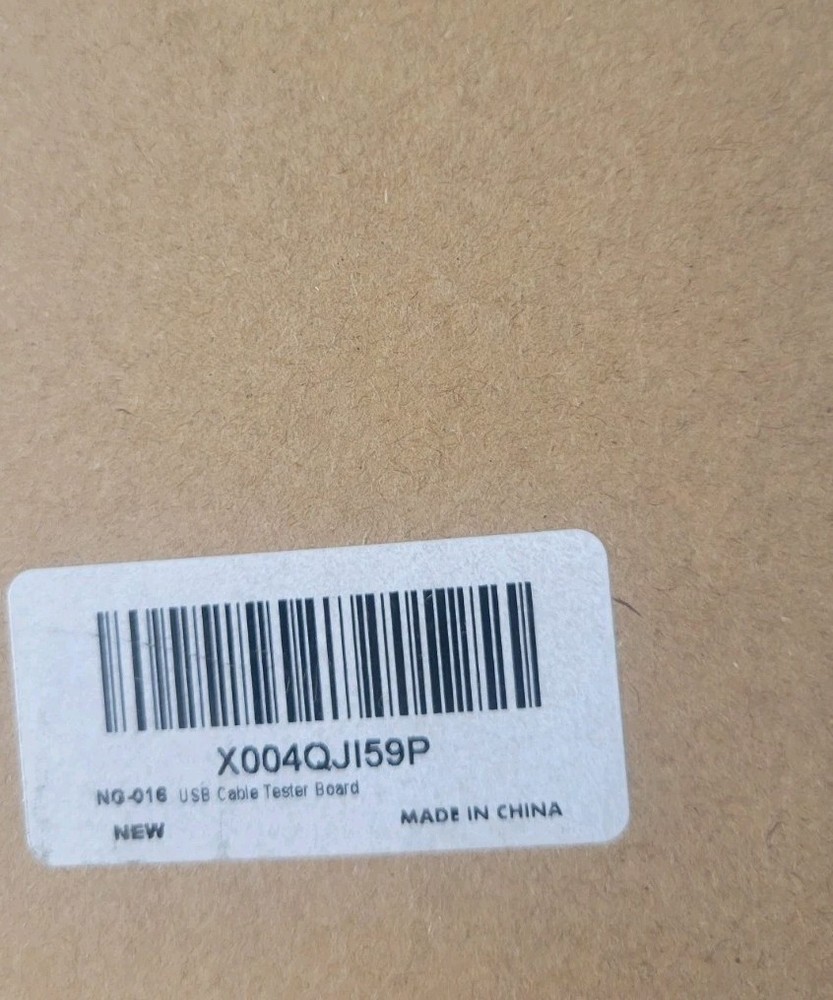 X004QJI59P
NG-016 USB Cable Tester Board
NEW
MADE IN CHINA